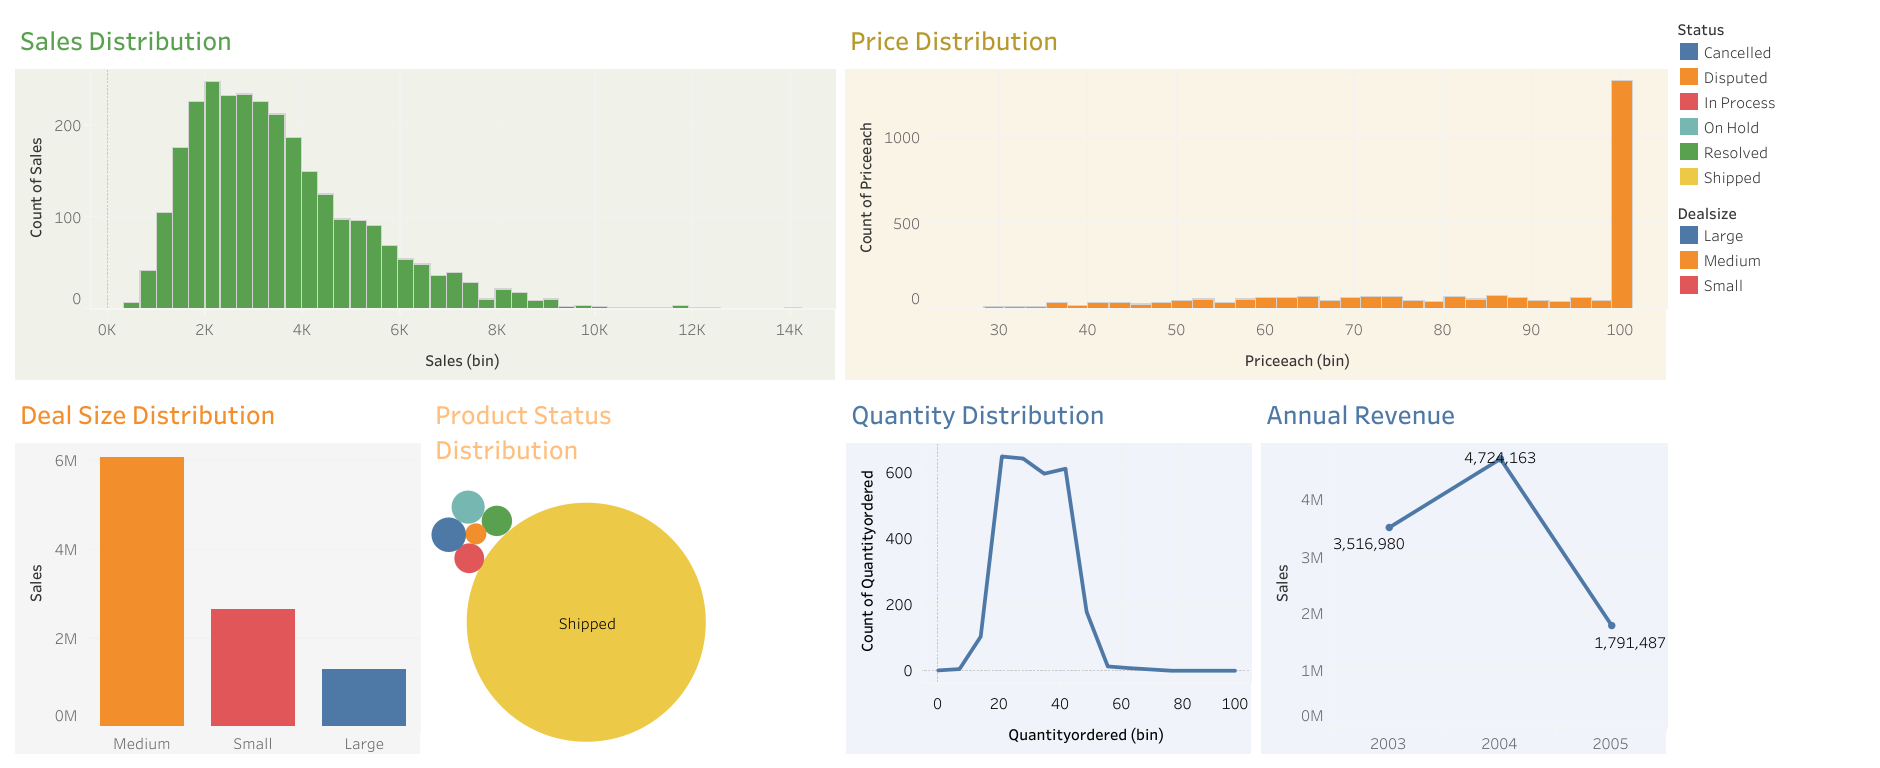 Sales Distribution
Count of Sales
200
100
0
0K
2K
4K
6K
8K
10K
12K
14K
Sales (bin)
Price Distribution
Count of Priceeach
1000
500
0
30
40
50
60
70
80
90
100
Priceeach (bin)
Status
Cancelled
Disputed
In Process
On Hold
Resolved
Shipped
Dealsize
Large
Medium
Small
Deal Size Distribution
Sales
6M
4M
2M
0M
Medium
Small
Large
Product Status
Distribution
Shipped
Quantity Distribution
Count of Quantityordered
600
400
200
0
0
20
40
60
80
100
Quantityordered (bin)
Annual Revenue
Sales
4M
3M
2M
1M
0M
4,724,163
3,516,980
1,791,487
2003
2004
2005